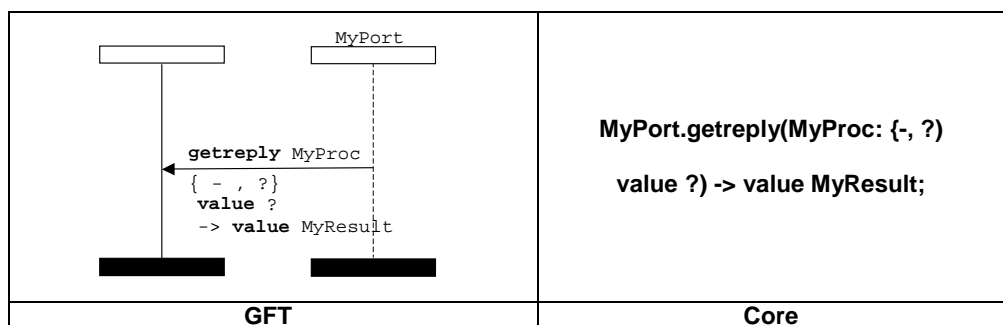 MyPort
getreply MyProc
{ - , ?}
value ?
-> value MyResult
MyPort.getreply(MyProc: {-, ?)
value ?) -> value MyResult;
GFT
Core